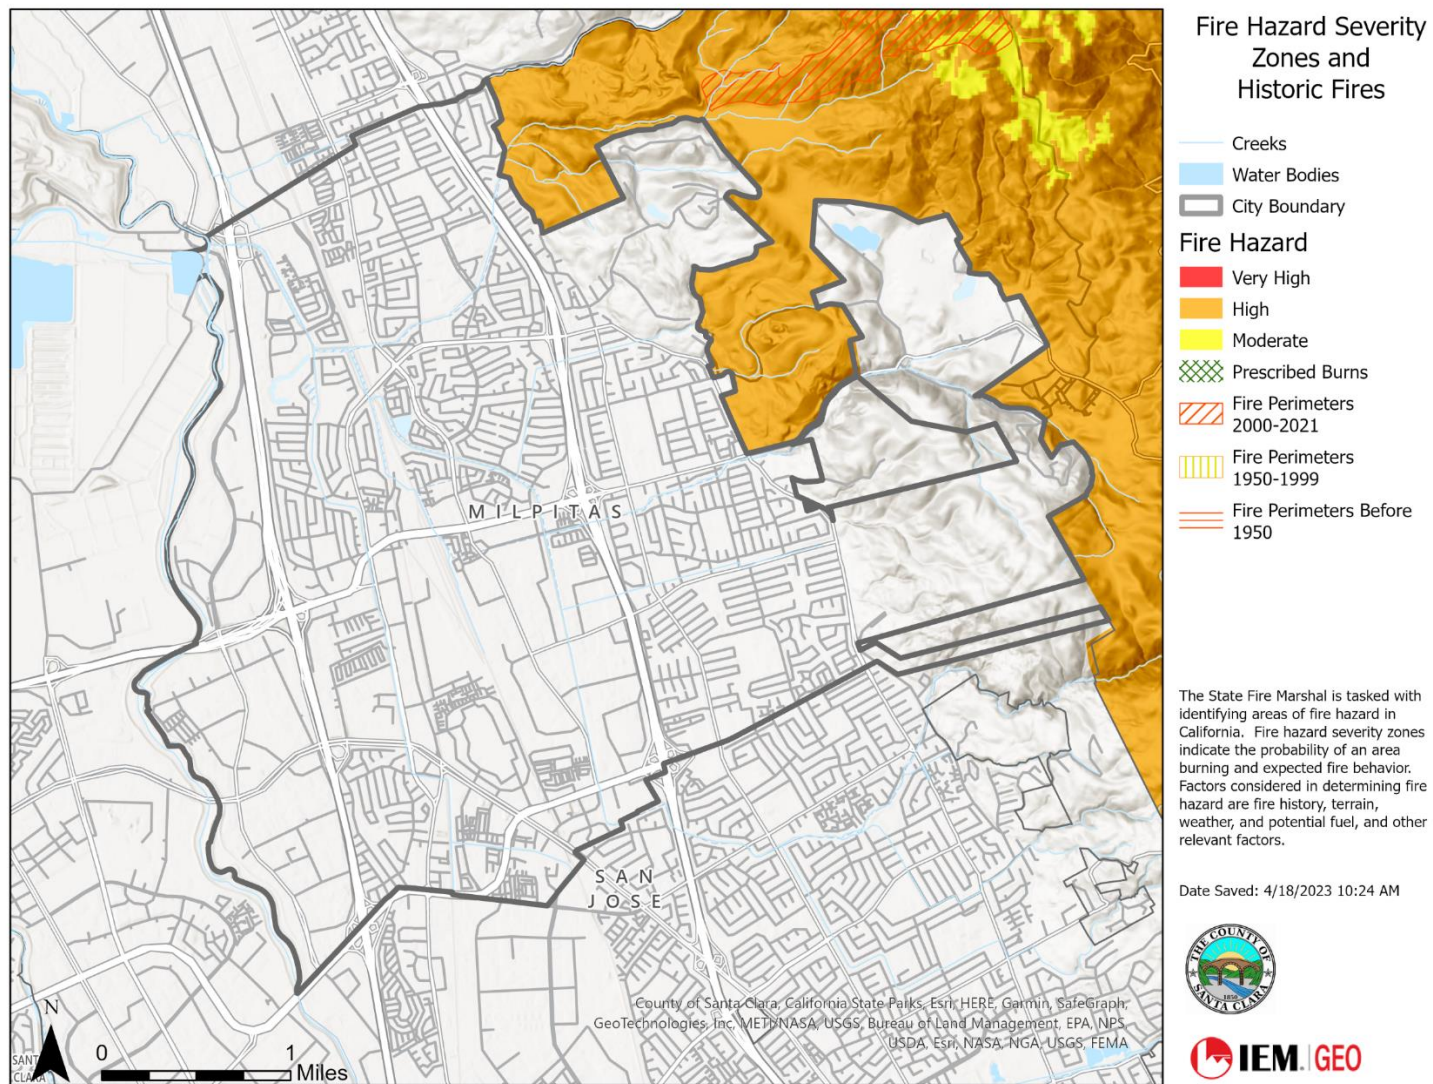 Fire Hazard Severity
Zones and
Historic Fires
Creeks
Water Bodies
City Boundary
Fire Hazard
Very High
High
Moderate
Prescribed Burns
Fire Perimeters
2000-2021
Fire Perimeters
1950-1999
Fire Perimeters Before
1950
The State Fire Marshal is tasked with
identifying areas of fire hazard in
California. Fire hazard severity zones
indicate the probability of an area
burning and expected fire behavior.
Factors considered in determining fire
hazard are fire history, terrain,
weather, and potential fuel, and other
relevant factors.
Date Saved: 4/18/2023 10:24 AM
THE COUNTY OF
SANTA CLARA
1850
IEM. GEO
MILPITAS
SAN
JOSE
County of Santa Clara, California State Parks, Esri, HERE, Garmin, SafeGraph,
GeoTechnologies, Inc, METI/NASA, USGS, Bureau of Land Management, EPA, NPS,
USDA, Esri, NASA, NGA, USGS, FEMA
N
0 1
Miles
SANT
CLARA